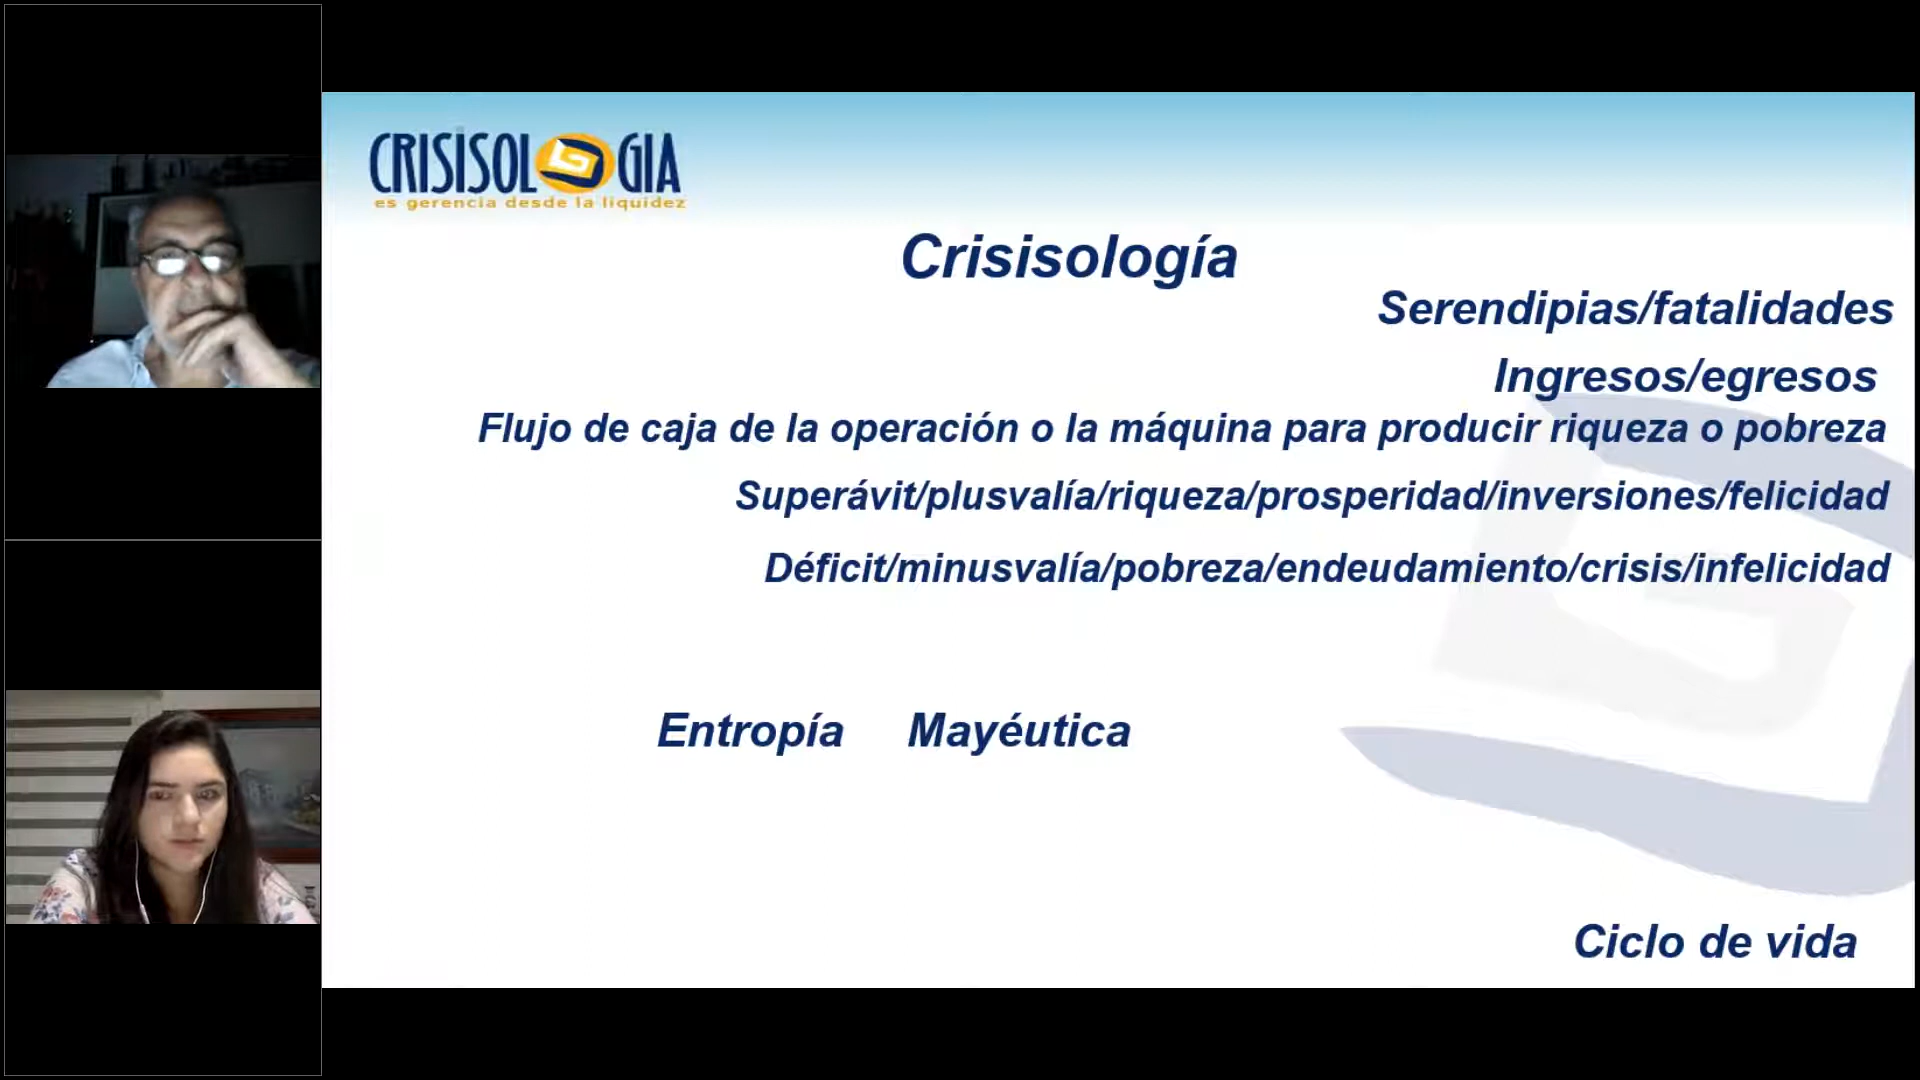 CRISISOLOGIA
es gerencia desde la liquidez
Crisisología
Serendipias/fatalidades
Ingresos/egresos
Flujo de caja de la operación o la máquina para producir riqueza o pobreza
Superávit/plusvalía/riqueza/prosperidad/inversiones/felicidad
Déficit/minusvalía/pobreza/endeudamiento/crisis/infelicidad
Entropía Mayéutica
Ciclo de vida